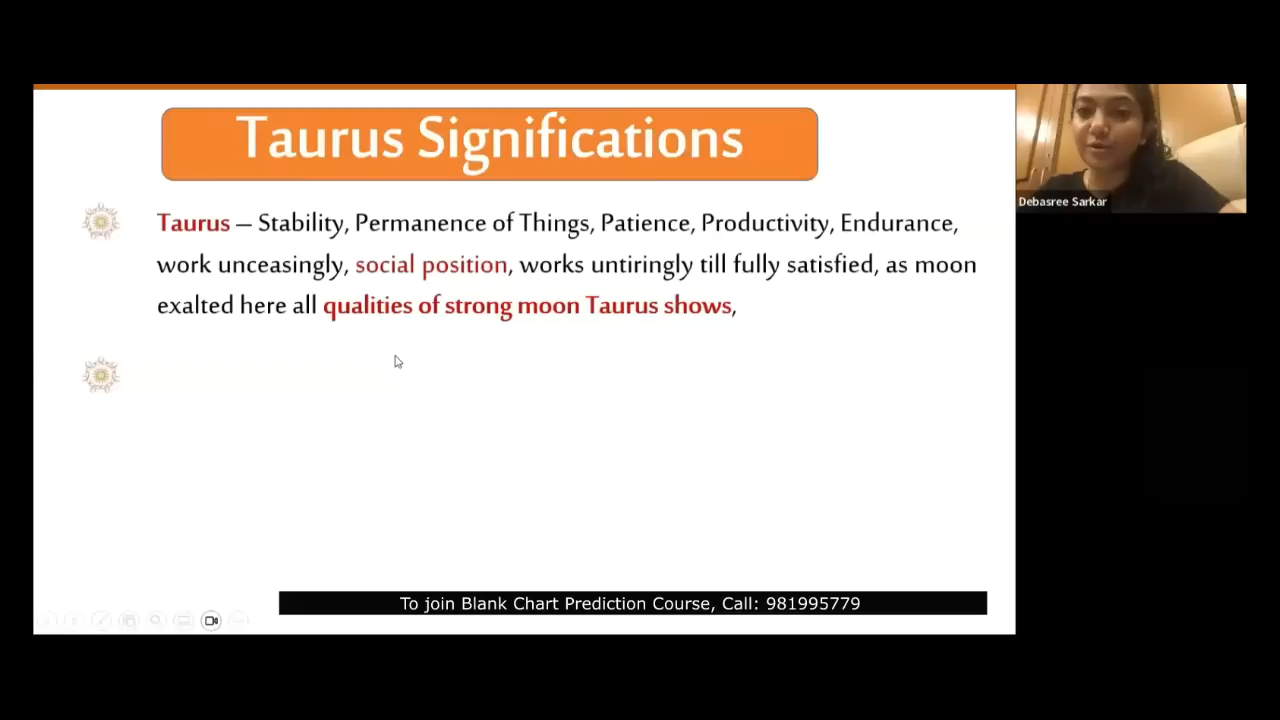 Taurus Significations
Taurus – Stability, Permanence of Things, Patience, Productivity, Endurance,
work unceasingly, social position, works untiringly till fully satisfied, as moon
exalted here all qualities of strong moon Taurus shows,
Debasree Sarkar
To join Blank Chart Prediction Course, Call: 981995779